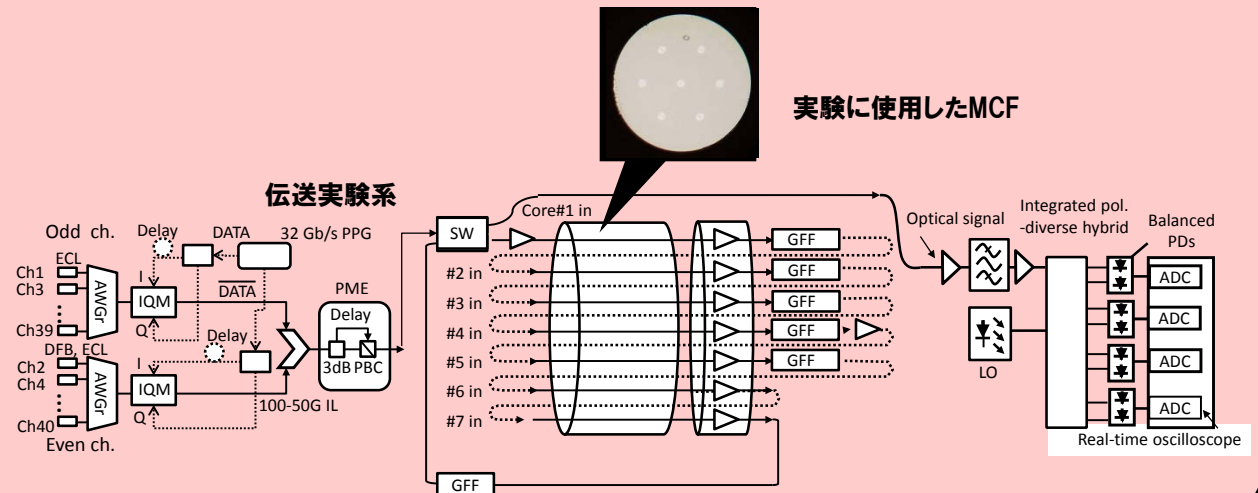 実験に使用したMCF
伝送実験系
Odd ch.
Delay
DATA
32 Gb/s PPG
ECL
Ch1
Ch3
Ch39
AWGr
I
IQM
Q
DATA
DFB, ECL
Ch2
Ch4
Ch40
Even ch.
AWGr
I
IQM
Q
Delay
100-50G IL
PME
Delay
3dB PBC
SW
Core#1 in
#2 in
#3 in
#4 in
#5 in
#6 in
#7 in
GFF
GFF
GFF
GFF
GFF
GFF
Optical signal
Integrated pol.
-diverse hybrid
Balanced
PDs
LO
ADC
ADC
ADC
ADC
Real-time oscilloscope